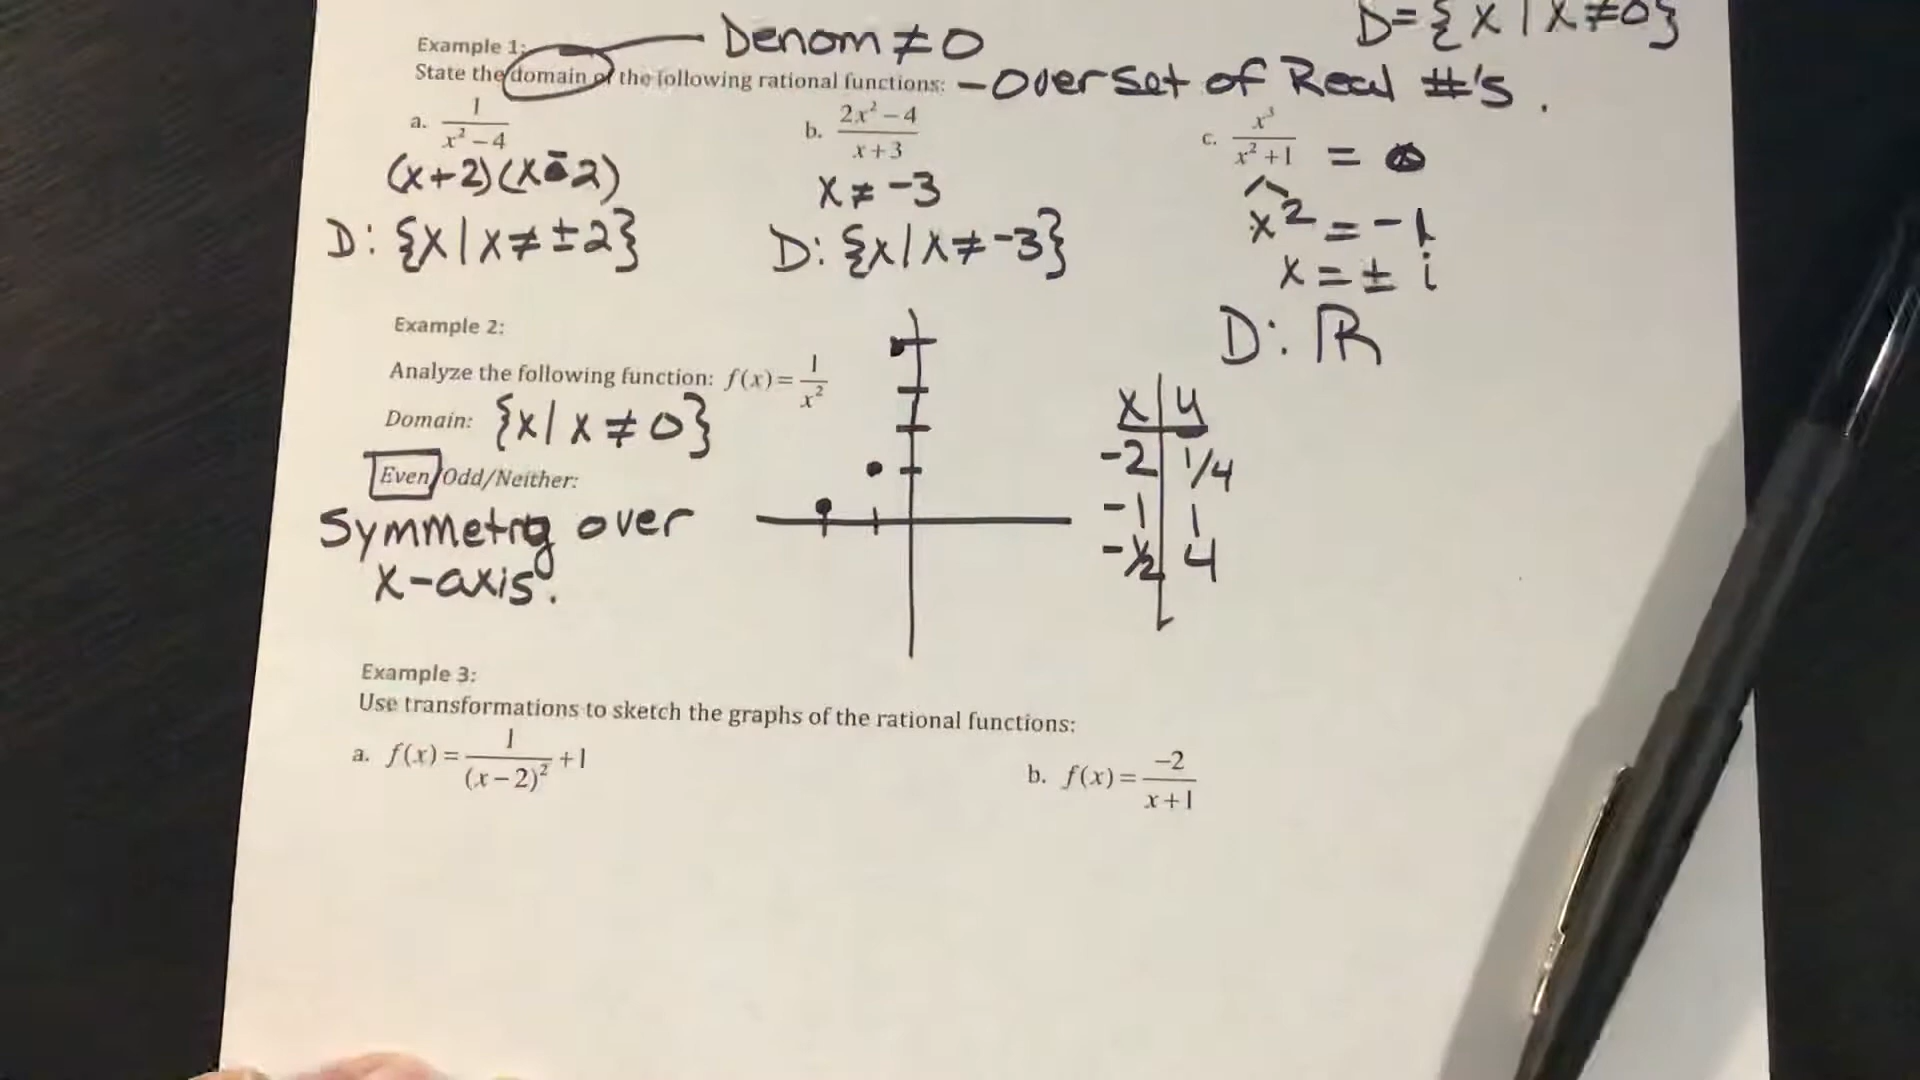 D={x | x≠0}
Example 1:
Denom ≠ 0
State the domain of the following rational functions: - Over Set of Real #'s.
a. 1/(x² - 4)
(x+2)(x-2)
D: {x | x ≠ ±2}
b. (2x² - 4)/(x + 3)
x ≠ -3
D: {x | x ≠ -3}
c. x³/(x² + 1) = 0
x² = -1
x = ± i
D: ℝ
Example 2:
Analyze the following function: f(x) = 1/x²
Domain: {x | x ≠ 0}
Even/Odd/Neither:
Symmetry over
x-axis.
x | y
-2 | 1/4
-1 | 1
-1/2 | 4
Example 3:
Use transformations to sketch the graphs of the rational functions:
a. f(x) = 1/(x - 2)² + 1
b. f(x) = -2/(x + 1)